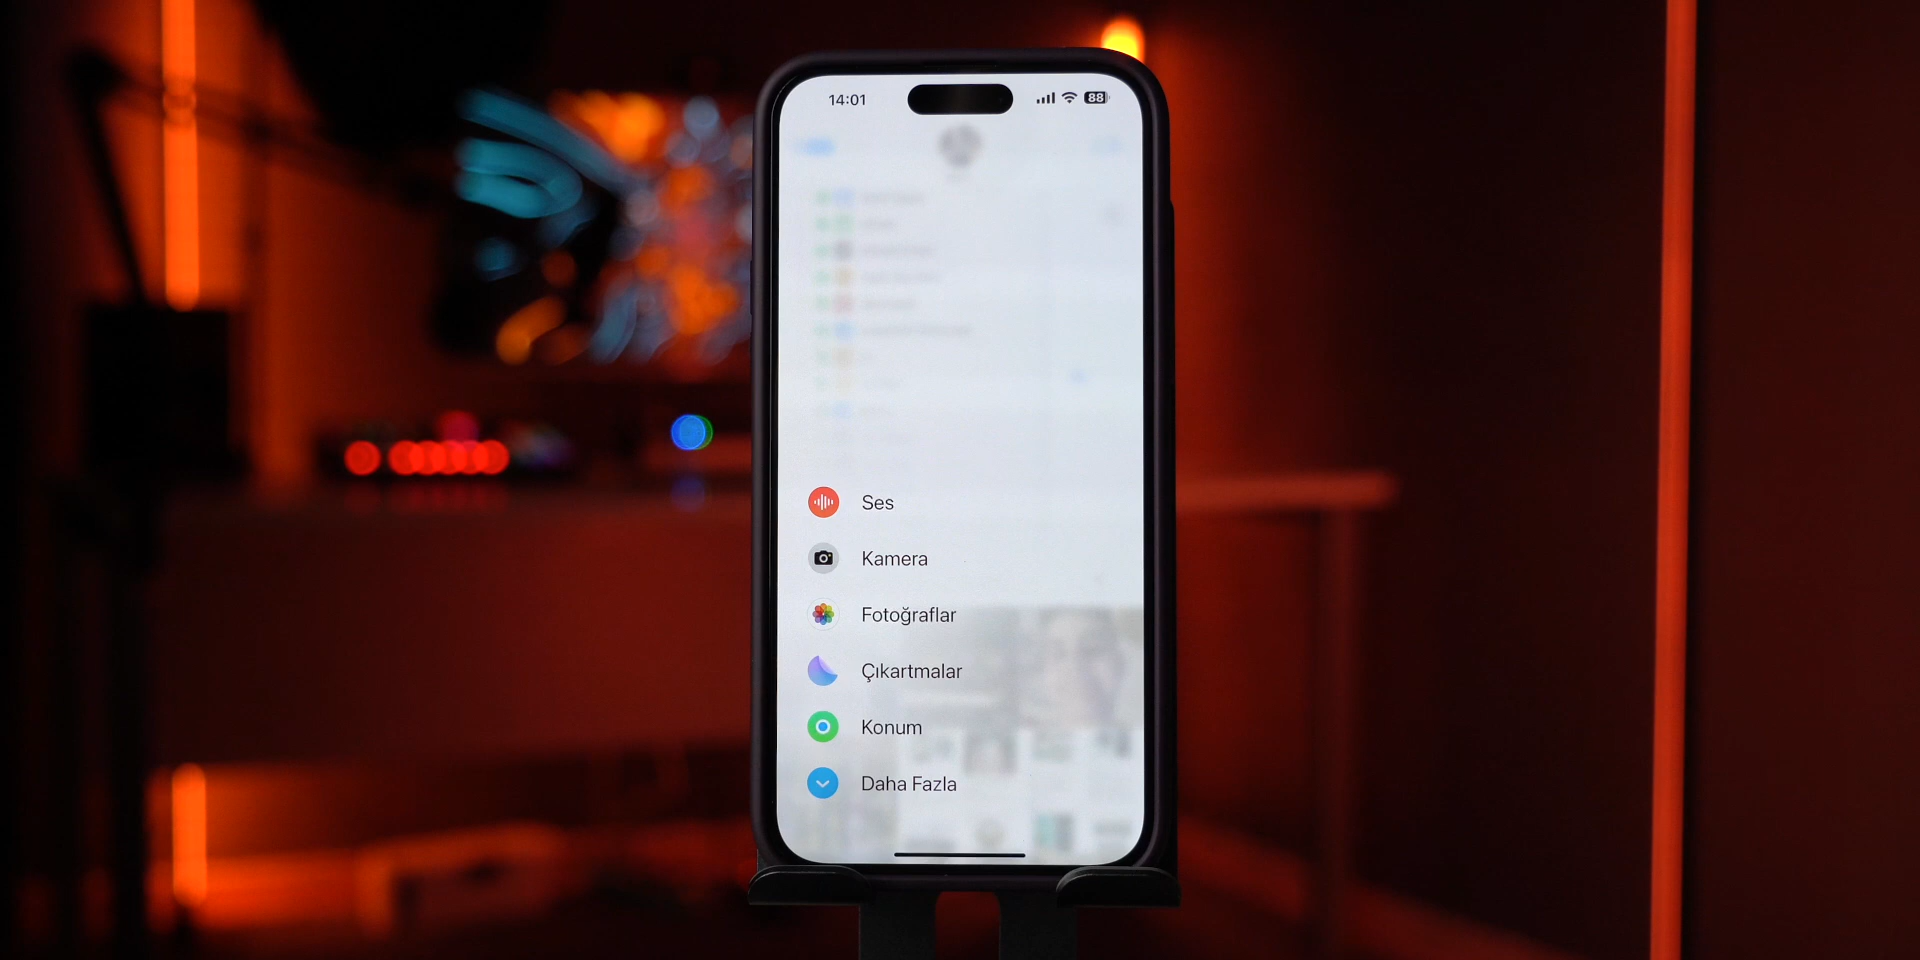 14:01
88
Ses
Kamera
Fotoğraflar
Çıkartmalar
Konum
Daha Fazla